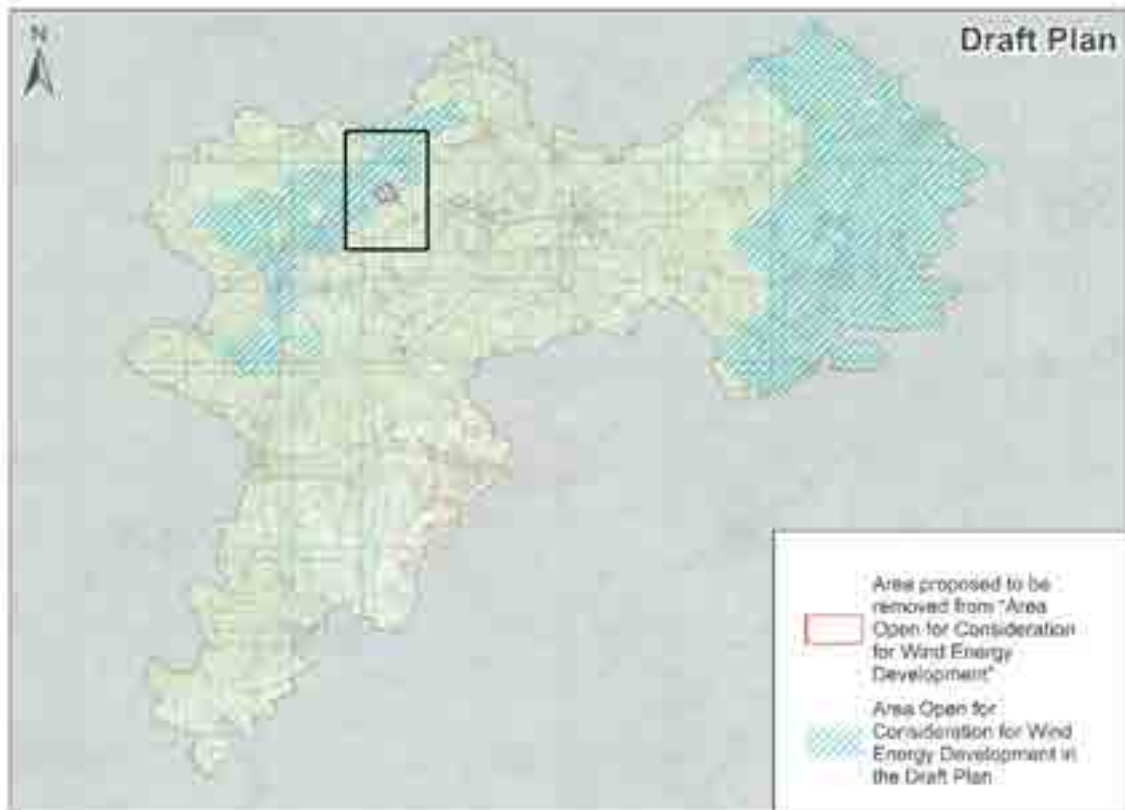 N
Draft Plan
Area proposed to be
removed from "Area
Open for Consideration
for Wind Energy
Development"
Area Open for
Consideration for Wind
Energy Development in
the Draft Plan